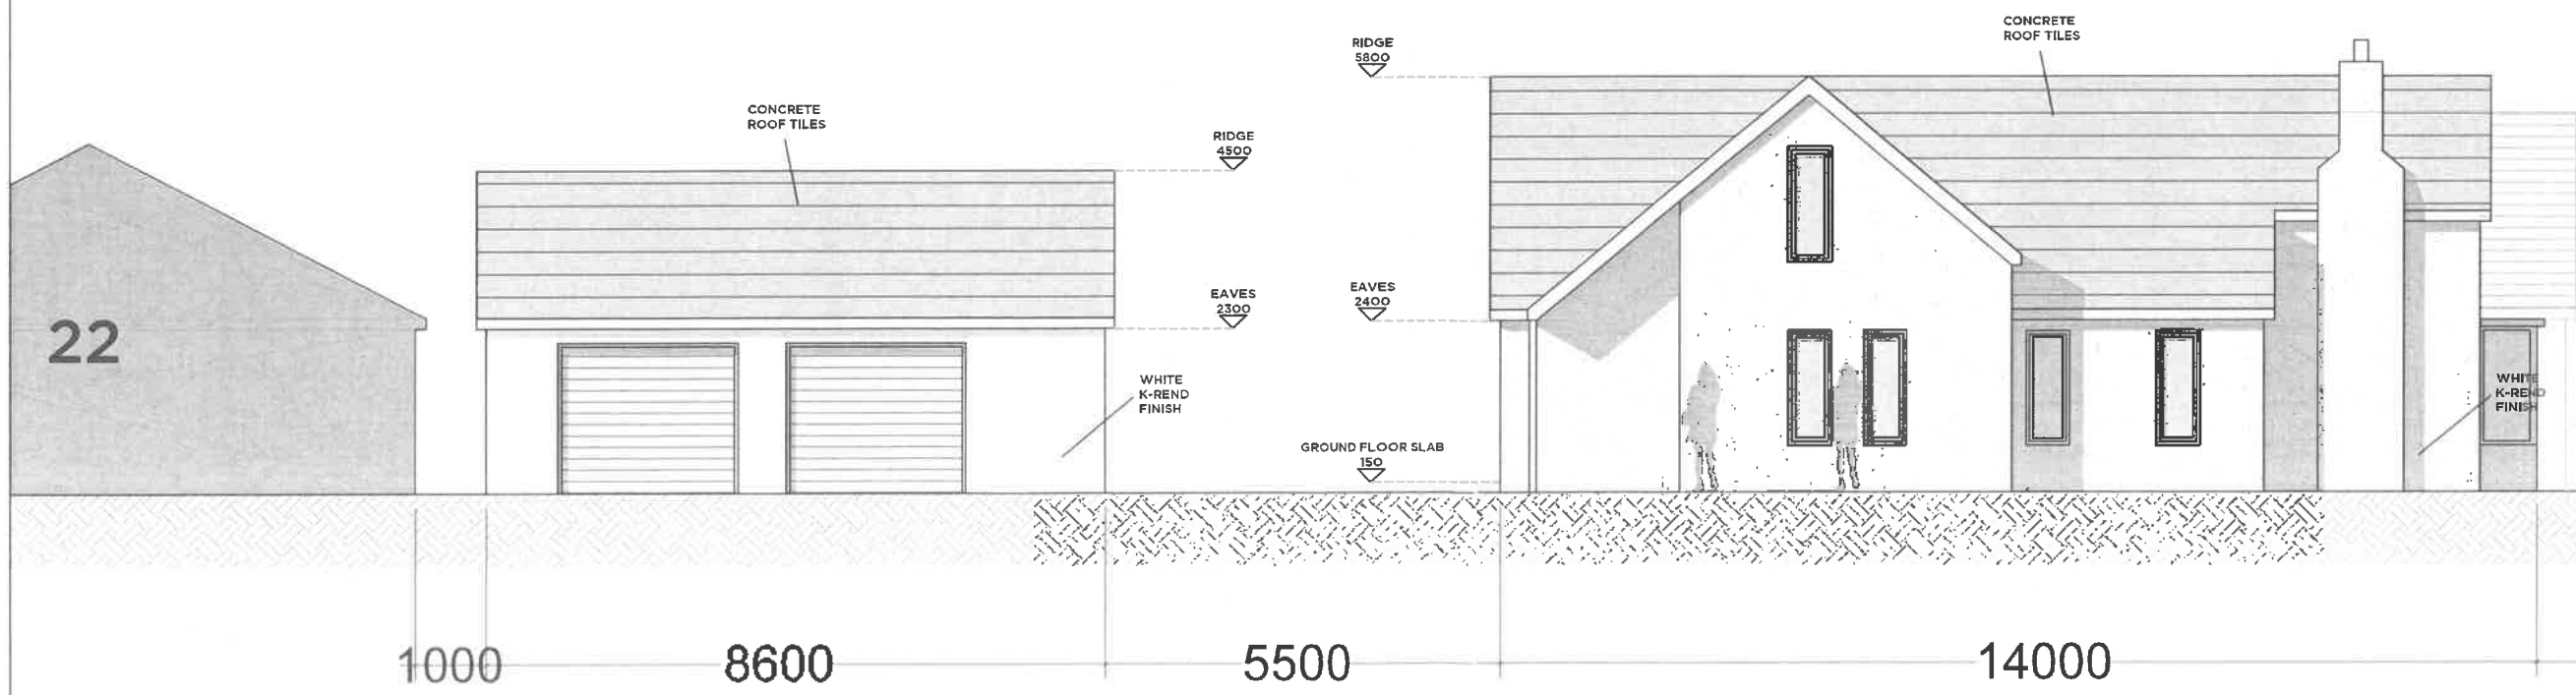 CONCRETE
ROOF TILES
RIDGE
4500
EAVES
2300
22
WHITE
K-REND
FINISH
RIDGE
5800
EAVES
2400
GROUND FLOOR SLAB
150
CONCRETE
ROOF TILES
WHITE
K-REND
FINISH
1000
8600
5500
14000